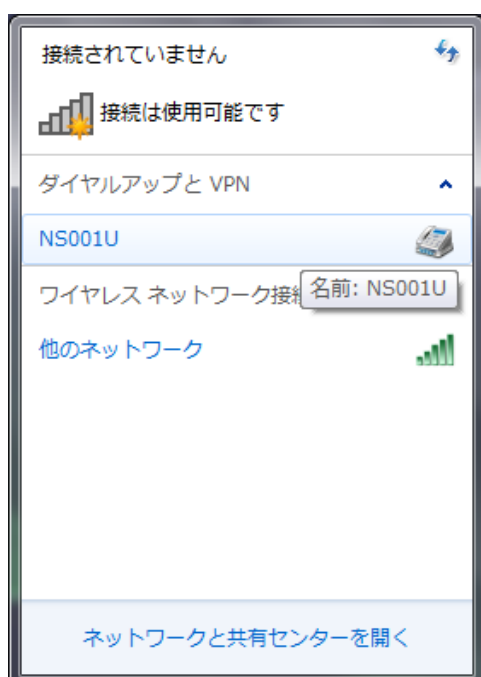 接続されていません
接続は使用可能です
ダイヤルアップと VPN
NS001U
ワイヤレス ネットワーク接続
名前: NS001U
他のネットワーク
ネットワークと共有センターを開く